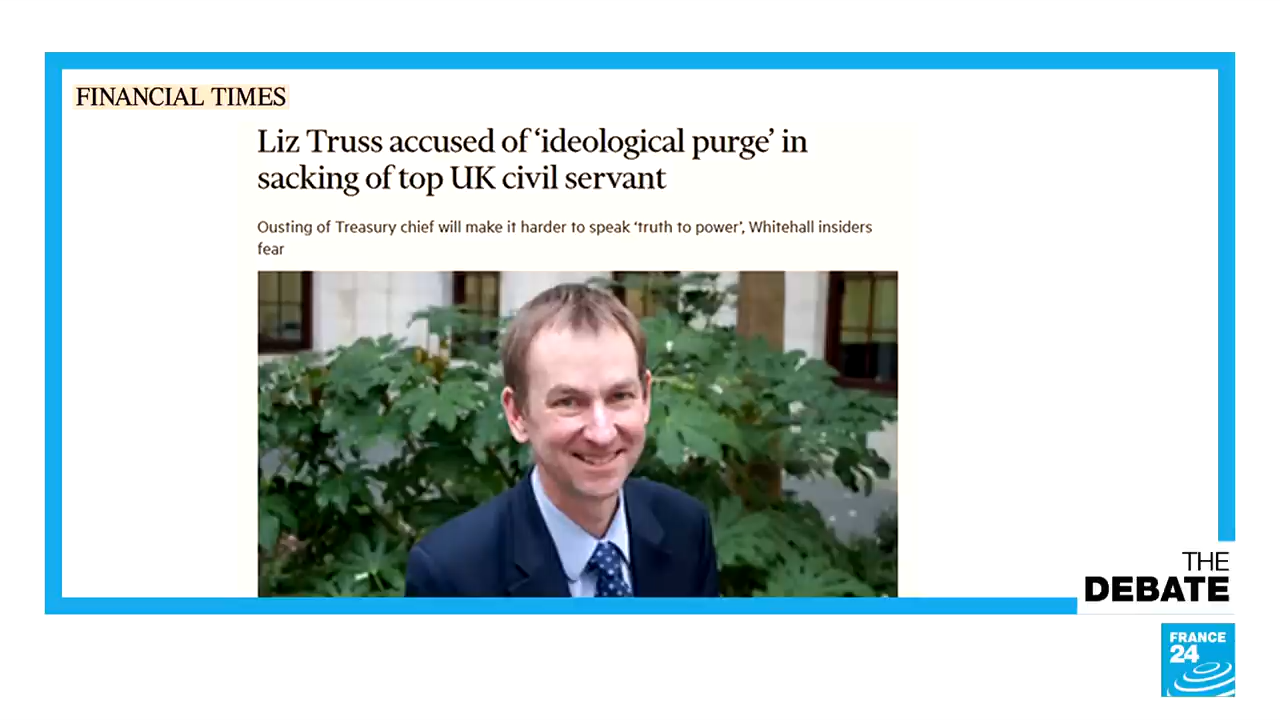 FINANCIAL TIMES
Liz Truss accused of ‘ideological purge’ in
sacking of top UK civil servant
Ousting of Treasury chief will make it harder to speak ‘truth to power’, Whitehall insiders
fear
THE
DEBATE
FRANCE
24